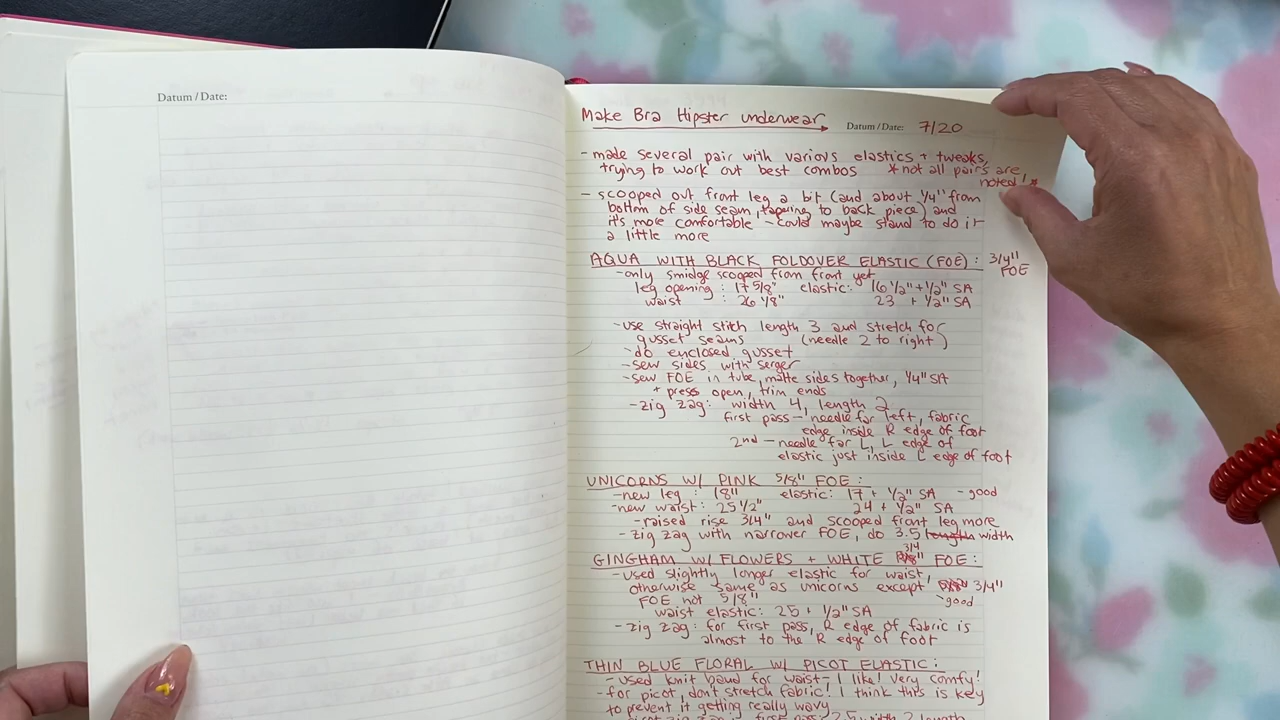 Datum / Date:
Make Bra Hipster underwear
Datum / Date: 7/20
- made several pair with various elastics + tweaks,
trying to work out best combos *not all pairs are
noted!*
- scooped out front leg a bit (and about 1/4" from
bottom of side seam, tapering to back piece) and
it's more comfortable - could maybe stand to do it
a little more
AQUA WITH BLACK FOLDOVER ELASTIC (FOE): 3/4"
FOE
- only smidge scooped from front yet
leg opening: 17 5/8" elastic: 16 1/2" + 1/2" SA
waist : 26 1/8" 23 + 1/2" SA
- use straight stitch length 3 and stretch for
gusset seams (needle 2 to right)
- do enclosed gusset
- sew sides with serger
- sew FOE in tube, matte sides together, 1/4" SA
+ press open, trim ends
- zig zag: width 4, length 2
first pass - needle far left, fabric
edge inside R edge of foot
2nd - needle far L, L edge of
elastic just inside L edge of foot
UNICORNS W/ PINK 5/8" FOE:
- new leg: 18" elastic: 17 + 1/2" SA - good
- new waist: 25 1/2" 24 + 1/2" SA
- raised rise 3/4" and scooped front leg more
- zig zag with narrower FOE, do 3.5 length width
GINGHAM W/ FLOWERS + WHITE 3/4" FOE:
- used slightly longer elastic for waist,
otherwise same as unicorns except 3/4"
FOE not 5/8"
- good
waist elastic: 25 + 1/2" SA
- zig zag: for first pass, R edge of fabric is
almost to the R edge of foot
THIN BLUE FLORAL W/ PICOT ELASTIC:
- used knit band for waist - I like! Very comfy!
- for picot, don't stretch fabric! I think this is key
to prevent it getting really wavy